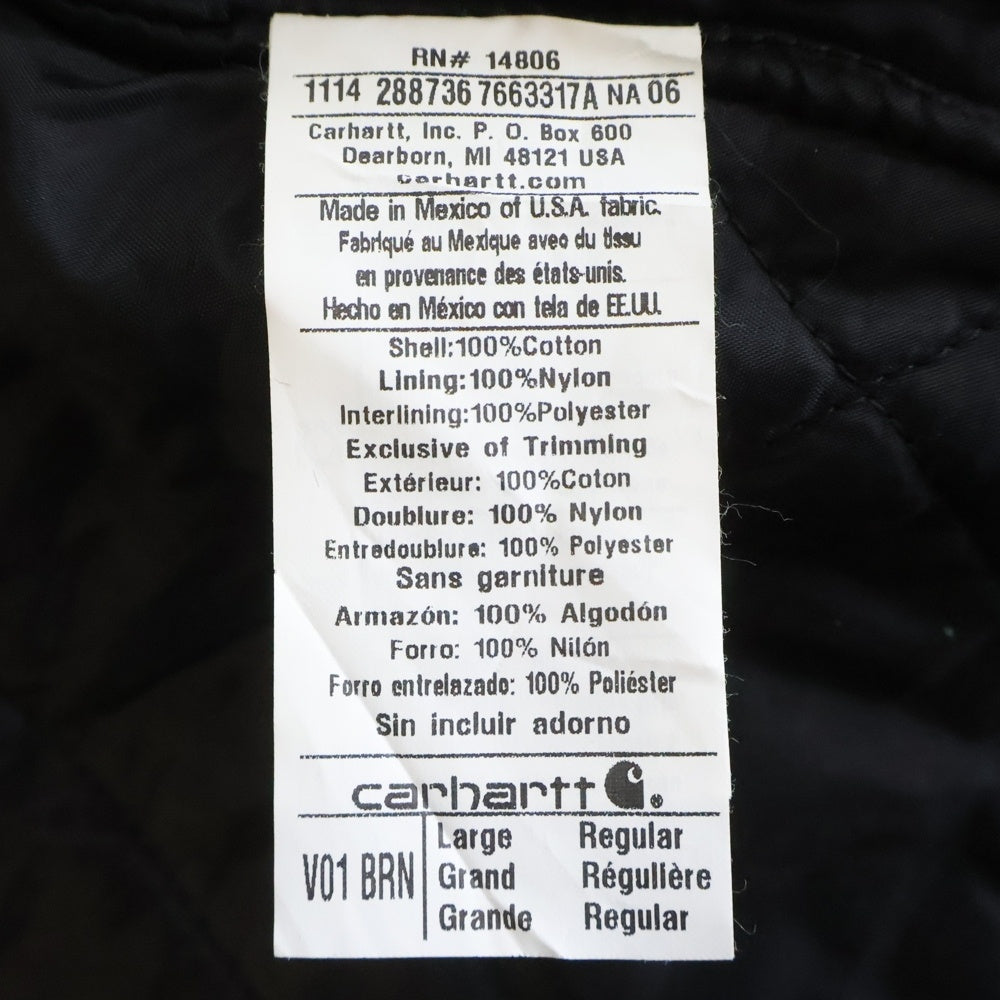 RN# 14806
1114 288736 7663317A NA 06
Carhartt, Inc. P. O. Box 600
Dearborn, MI 48121 USA
carhartt.com
Made in Mexico of U.S.A. fabric.
Fabriqué au Mexique avec du tissu
en provenance des états-unis.
Hecho en México con tela de EE.UU.
Shell:100%Cotton
Lining:100%Nylon
Interlining:100%Polyester
Exclusive of Trimming
Extérieur: 100%Coton
Doublure: 100% Nylon
Entredoublure: 100% Polyester
Sans garniture
Armazón: 100% Algodón
Forro: 100% Nilón
Forro entrelazado: 100% Poliéster
Sin incluir adorno
carhartt ®
V01 BRN
Large Regular
Grand Régulière
Grande Regular